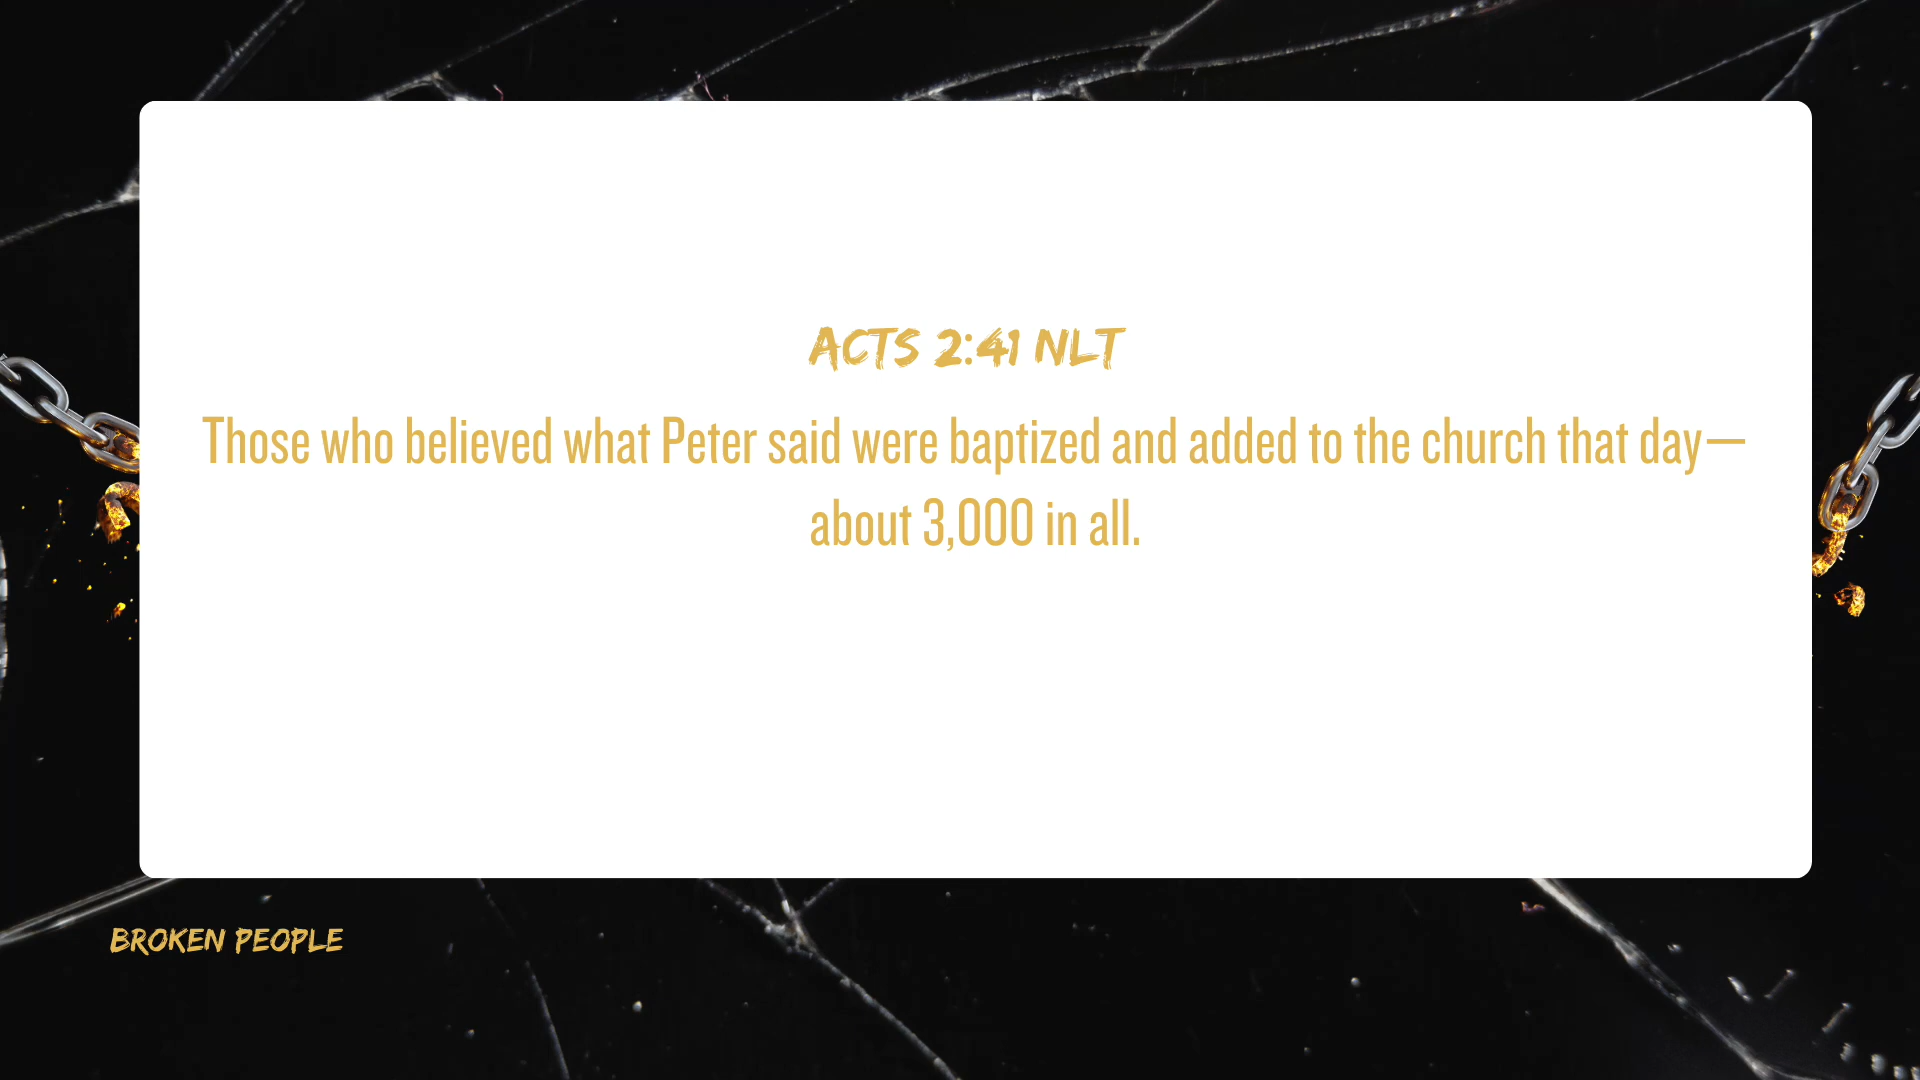 ACTS 2:41 NLT
Those who believed what Peter said were baptized and added to the church that day—
about 3,000 in all.
BROKEN PEOPLE